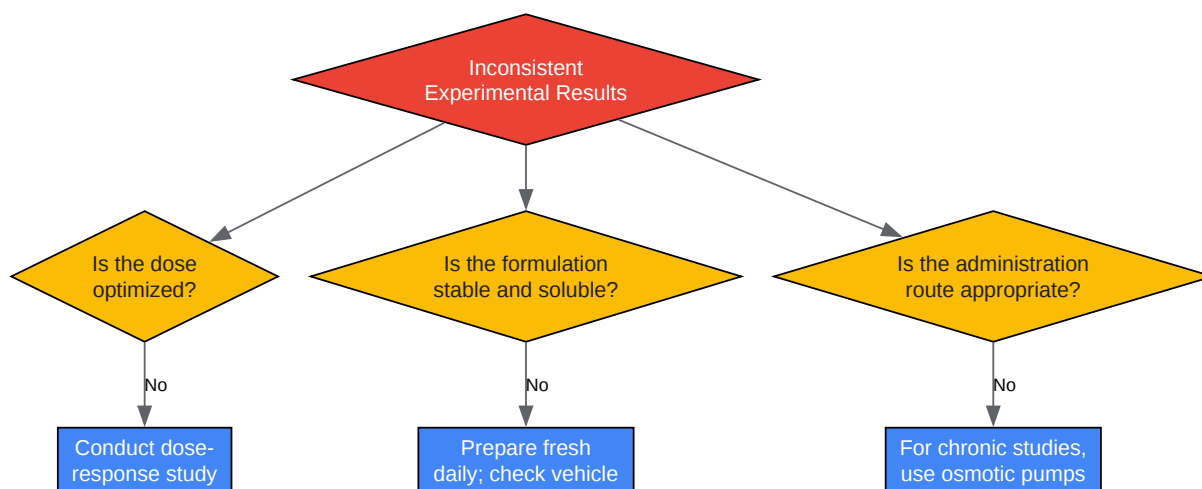 Inconsistent
Experimental Results
Is the dose
optimized?
Is the formulation
stable and soluble?
Is the administration
route appropriate?
No
No
No
Conduct dose-
response study
Prepare fresh
daily; check vehicle
For chronic studies,
use osmotic pumps